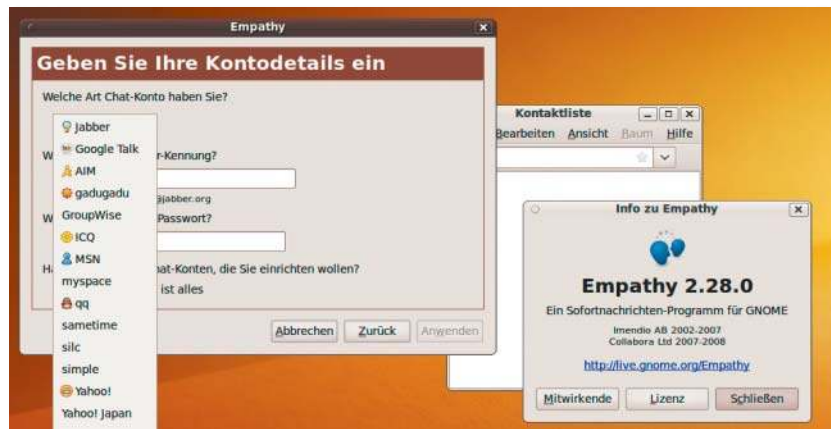 Empathy
Geben Sie Ihre Kontodetails ein
Welche Art Chat-Konto haben Sie?
Jabber
Google Talk
AIM
gadugadu
GroupWise
ICQ
MSN
myspace
qq
sametime
silc
simple
Yahoo!
Yahoo! Japan
r-Kennung?
@jabber.org
Passwort?
at-Konten, die Sie einrichten wollen?
ist alles
Abbrechen Zurück Anwenden
Kontaktliste
Bearbeiten Ansicht Raum Hilfe
Info zu Empathy
Empathy 2.28.0
Ein Sofortnachrichten-Programm für GNOME
Imendio AB 2002-2007
Collabora Ltd 2007-2008
http://live.gnome.org/Empathy
Mitwirkende Lizenz Schließen